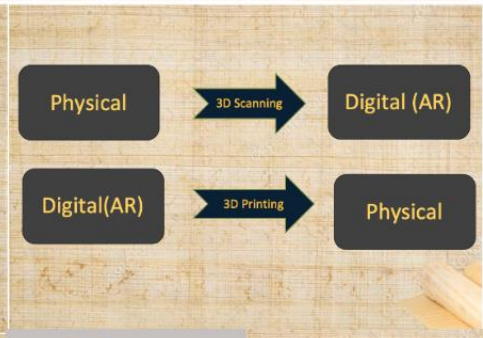 Physical
3D Scanning
Digital (AR)
Digital(AR)
3D Printing
Physical